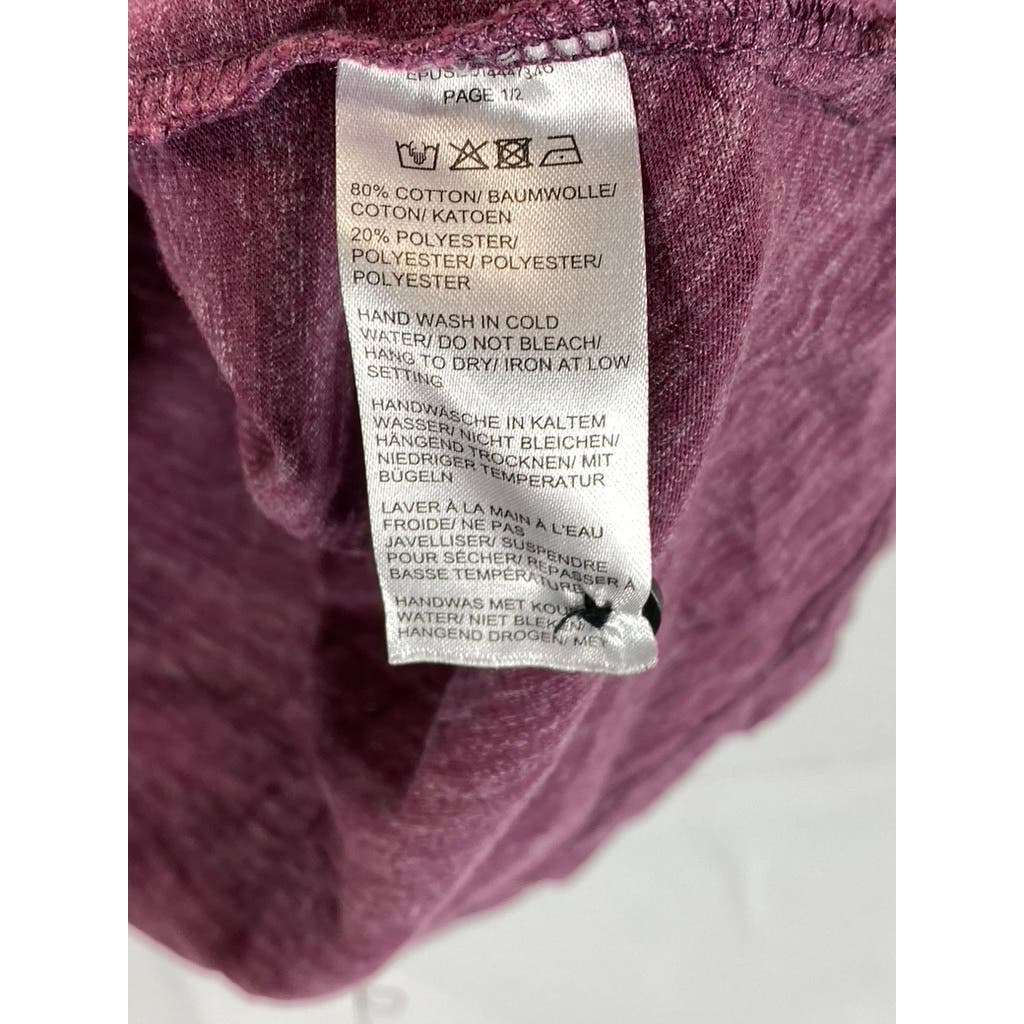 PAGE 1/2
80% COTTON/ BAUMWOLLE/
COTON/ KATOEN
20% POLYESTER/
POLYESTER/ POLYESTER/
POLYESTER
HAND WASH IN COLD
WATER/ DO NOT BLEACH/
HANG TO DRY/ IRON AT LOW
SETTING
HANDWÄSCHE IN KALTEM
WASSER/ NICHT BLEICHEN/
HÄNGEND TROCKNEN/ MIT
NIEDRIGER TEMPERATUR
BÜGELN
LAVER À LA MAIN À L'EAU
FROIDE/ NE PAS
JAVELLISER/ SUSPENDRE
POUR SÉCHER/ REPASSER À
BASSE TEMPÉRATURE
HANDWAS MET
WATER/ NIET BLEKEN/
HANGEND DROGEN/ MET